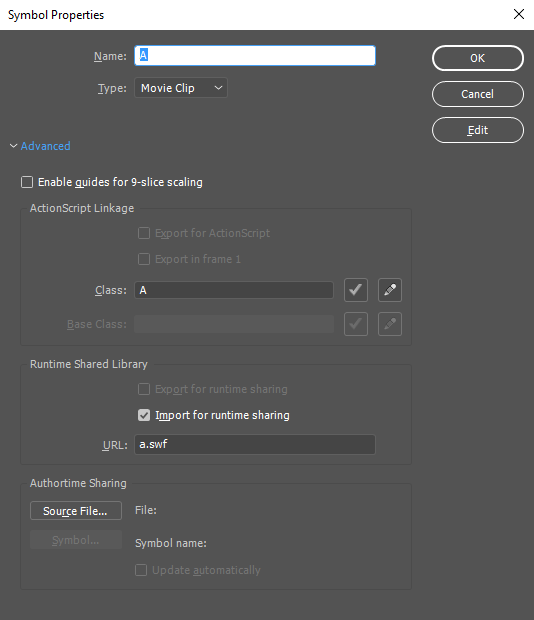 Symbol Properties
Name: A
OK
Type: Movie Clip
Cancel
Edit
Advanced
Enable guides for 9-slice scaling
ActionScript Linkage
Export for ActionScript
Export in frame 1
Class: A
Base Class:
Runtime Shared Library
Export for runtime sharing
Import for runtime sharing
URL: a.swf
Authortime Sharing
Source File... File:
Symbol... Symbol name:
Update automatically